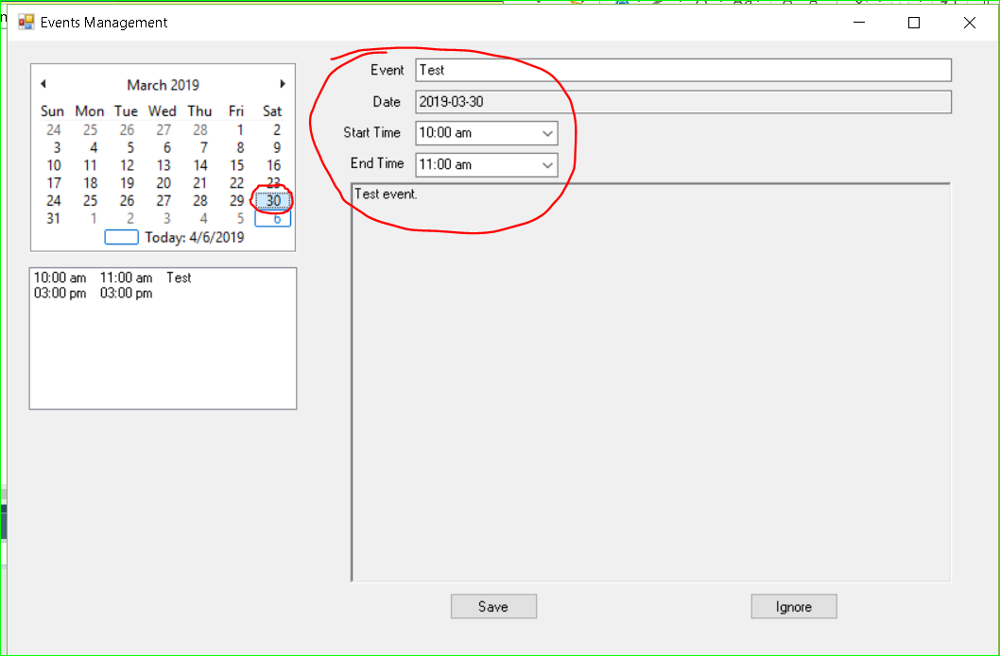 Events Management
March 2019
Sun Mon Tue Wed Thu Fri Sat
24 25 26 27 28 1 2
3 4 5 6 7 8 9
10 11 12 13 14 15 16
17 18 19 20 21 22 23
24 25 26 27 28 29 30
31 1 2 3 4 5 6
Today: 4/6/2019
10:00 am 11:00 am Test
03:00 pm 03:00 pm
Event Test
Date 2019-03-30
Start Time 10:00 am
End Time 11:00 am
Test event.
Save Ignore